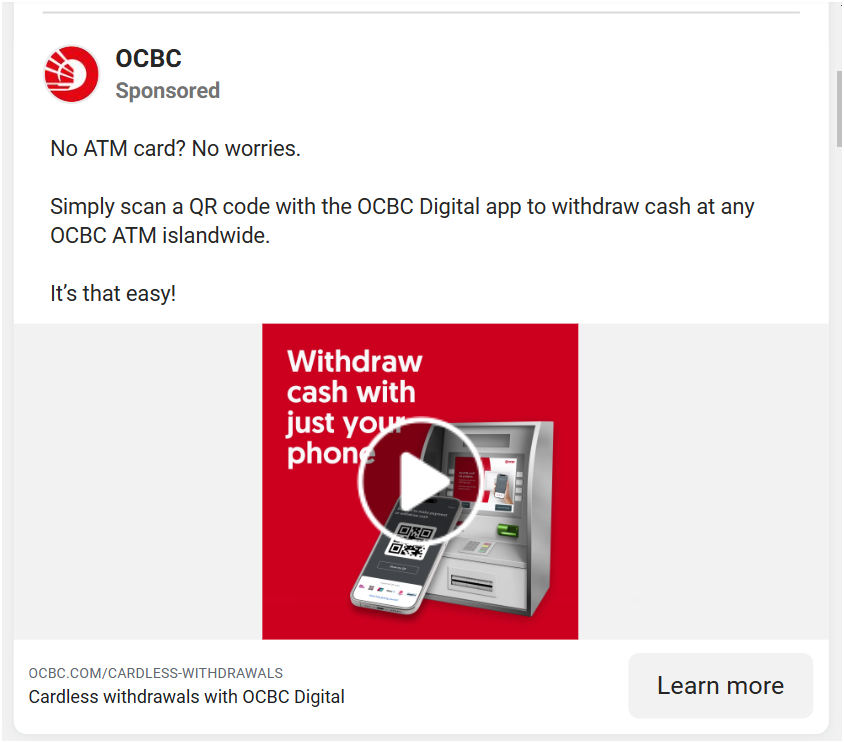 OCBC
Sponsored
No ATM card? No worries.
Simply scan a QR code with the OCBC Digital app to withdraw cash at any
OCBC ATM islandwide.
It’s that easy!
Withdraw
cash with
just your
phone
OCBC.COM/CARDLESS-WITHDRAWALS
Cardless withdrawals with OCBC Digital
Learn more